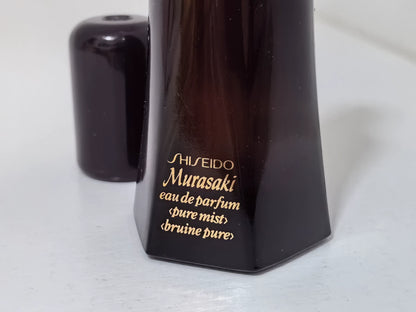 SHISEIDO
Murasaki
eau de parfum
‹pure mist›
‹bruine pure›